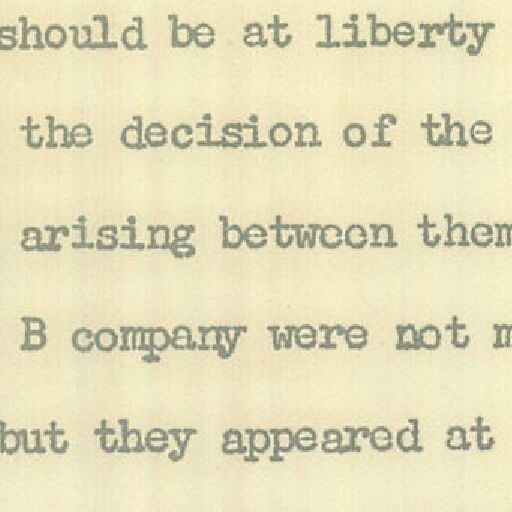 should be at liberty
the decision of the
arising between them
B company were not m
but they appeared at